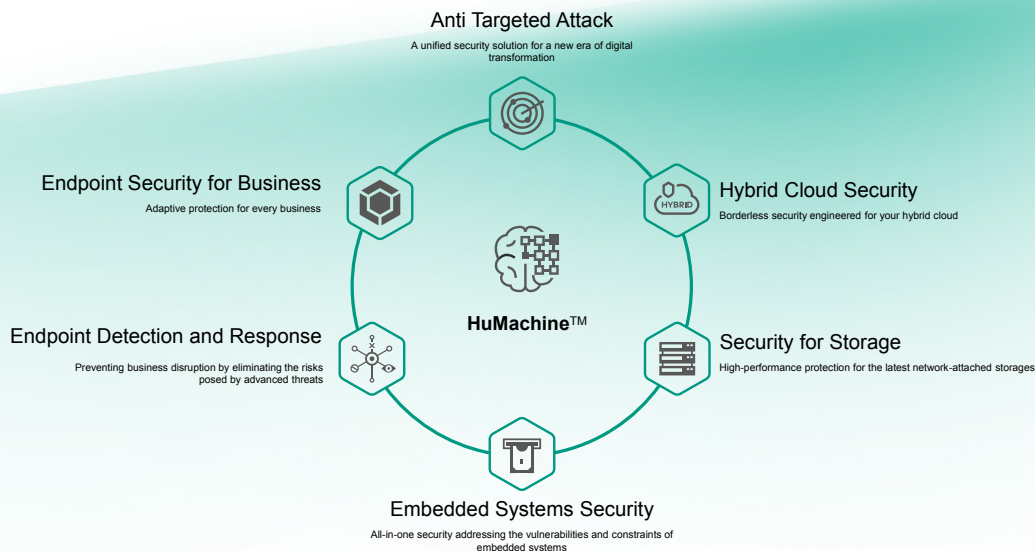 Anti Targeted Attack
A unified security solution for a new era of digital
transformation
Endpoint Security for Business
Adaptive protection for every business
HYBRID
Hybrid Cloud Security
Borderless security engineered for your hybrid cloud
HuMachine™
Endpoint Detection and Response
Preventing business disruption by eliminating the risks
posed by advanced threats
Security for Storage
High-performance protection for the latest network-attached storages
Embedded Systems Security
All-in-one security addressing the vulnerabilities and constraints of
embedded systems